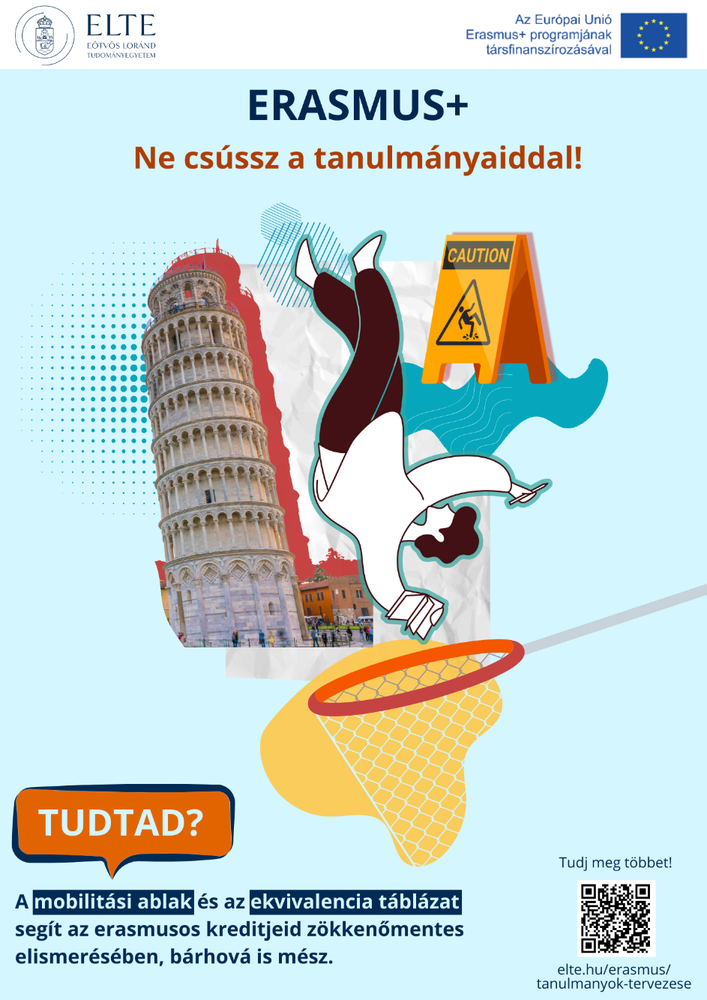 ELTE
EÖTVÖS LORÁND
TUDOMÁNYEGYETEM
Az Európai Unió
Erasmus+ programjának
társfinanszírozásával
ERASMUS+
Ne csússz a tanulmányaiddal!
CAUTION
TUDTAD?
A mobilitási ablak és az ekvivalencia táblázat
segít az erasmusos kreditjeid zökkenőmentes
elismerésében, bárhová is mész.
Tudj meg többet!
elte.hu/erasmus/
tanulmanyok-tervezese